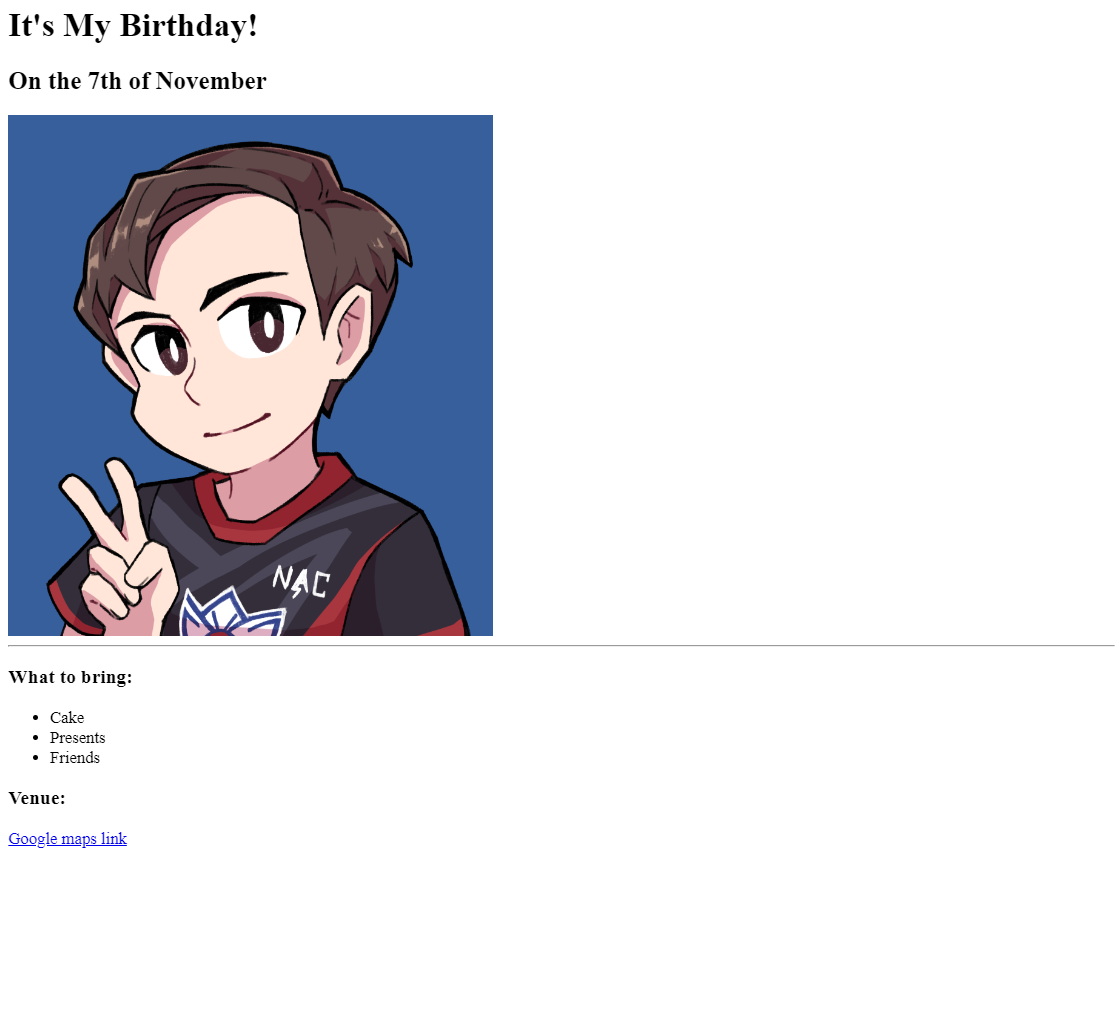 It's My Birthday!
On the 7th of November
NAC
What to bring:
Cake
Presents
Friends
Venue:
Google maps link